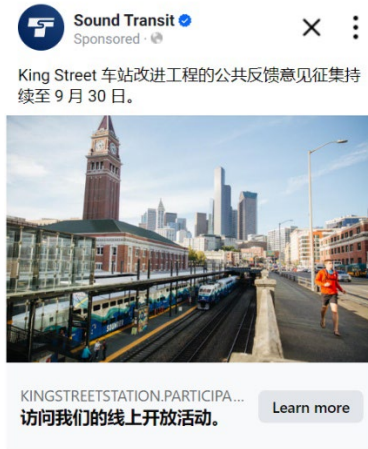 Sound Transit
Sponsored ·
King Street 车站改进工程的公共反馈意见征集持
续至 9 月 30 日。
SOUND
KINGSTREETSTATION.PARTICIPA...
访问我们的线上开放活动。
Learn more